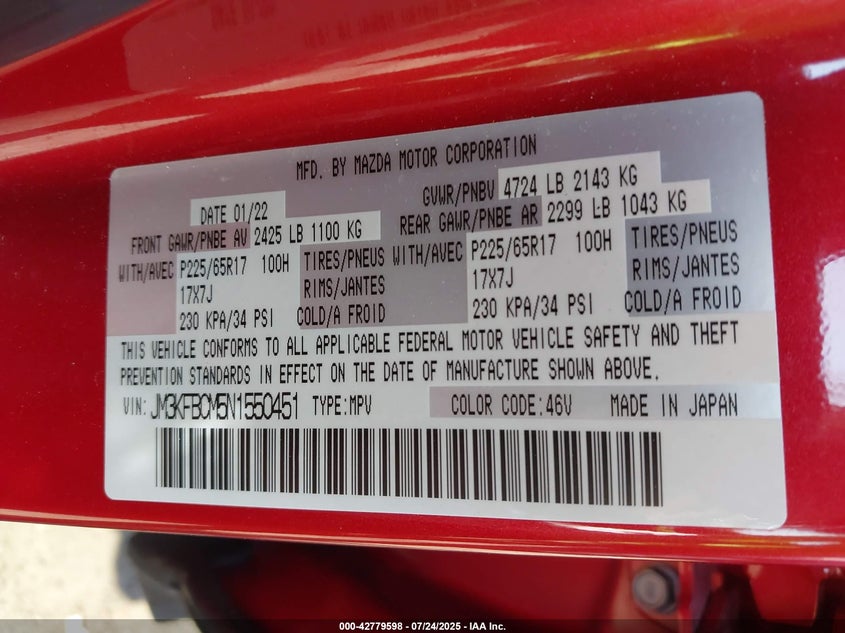 MFD. BY MAZDA MOTOR CORPORATION
DATE 01/22 GVWR/PNBV 4724 LB 2143 KG
FRONT GAWR/PNBE AV 2425 LB 1100 KG REAR GAWR/PNBE AR 2299 LB 1043 KG
WITH/AVEC P225/65R17 100H TIRES/PNEUS WITH/AVEC P225/65R17 100H TIRES/PNEUS
17X7J RIMS/JANTES 17X7J RIMS/JANTES
230 KPA/34 PSI COLD/A FROID 230 KPA/34 PSI COLD/A FROID
THIS VEHICLE CONFORMS TO ALL APPLICABLE FEDERAL MOTOR VEHICLE SAFETY AND THEFT
PREVENTION STANDARDS IN EFFECT ON THE DATE OF MANUFACTURE SHOWN ABOVE.
VIN: JM3KFBCM5N1550451 TYPE:MPV COLOR CODE:46V MADE IN JAPAN
000-42779598 - 07/24/2025 - IAA Inc.